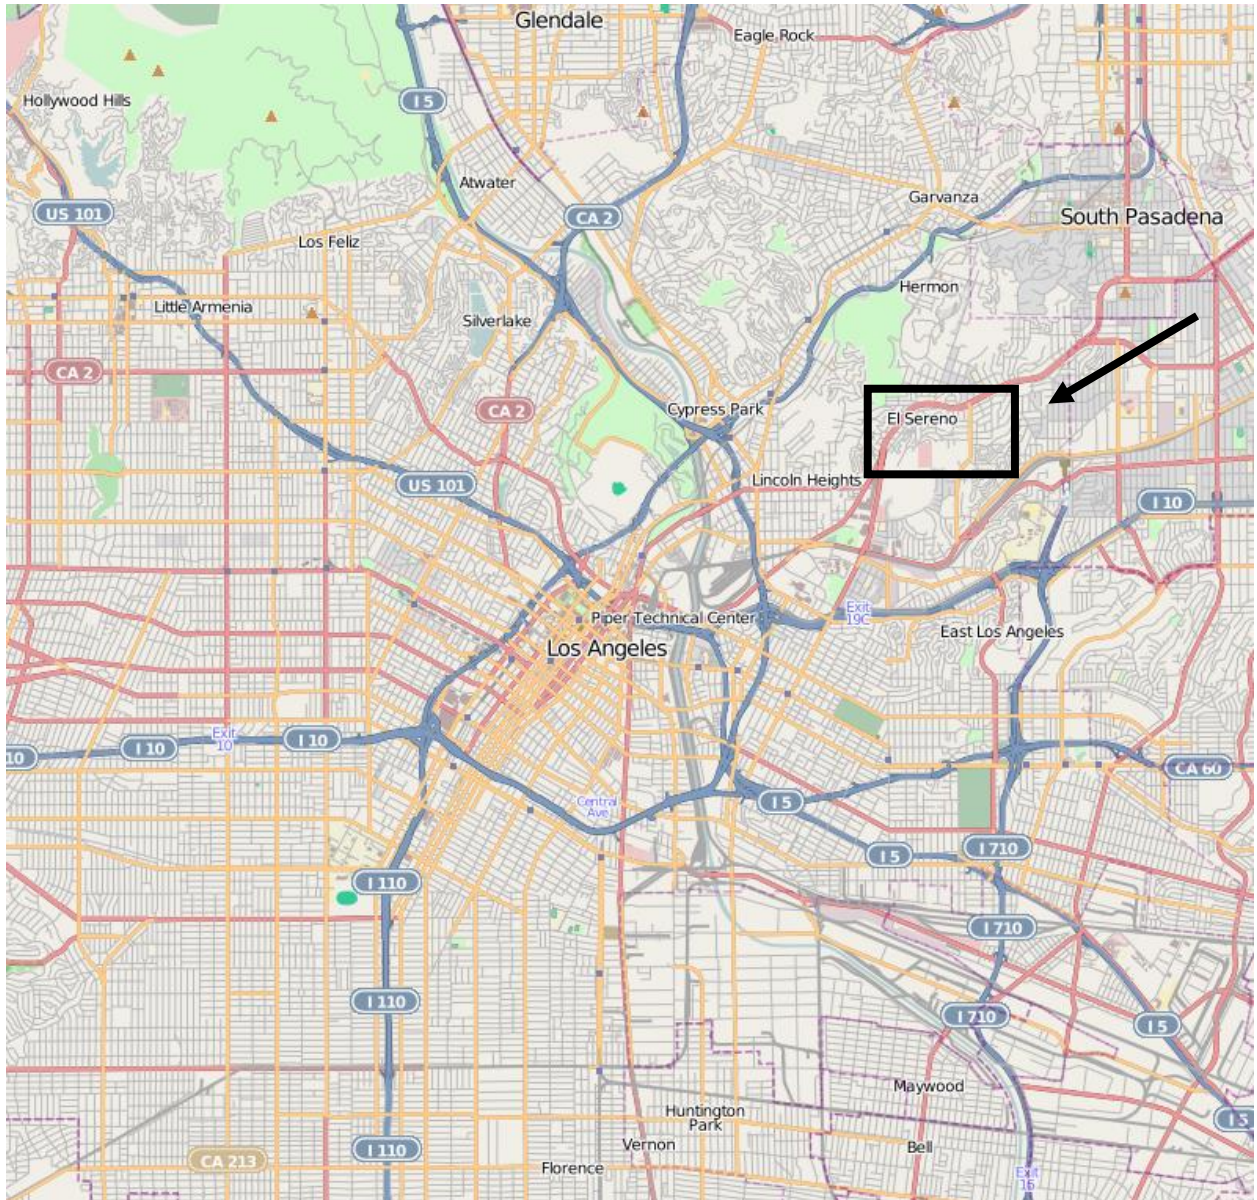 Glendale
Eagle Rock
Hollywood Hills
I 5
Atwater
Garvanza
US 101
CA 2
South Pasadena
Los Feliz
Hermon
Little Armenia
Silverlake
CA 2
CA 2
Cypress Park
El Sereno
Lincoln Heights
US 101
I 10
Exit
19C
Piper Technical Center
East Los Angeles
Los Angeles
Exit
10
I 10
I 10
10
CA 60
Central
Ave
I 5
I 5
I 710
I 110
I 710
I 110
I 710
I 5
Maywood
Huntington
Park
I 5
Vernon
Bell
I 110
CA 213
Florence
Exit
16